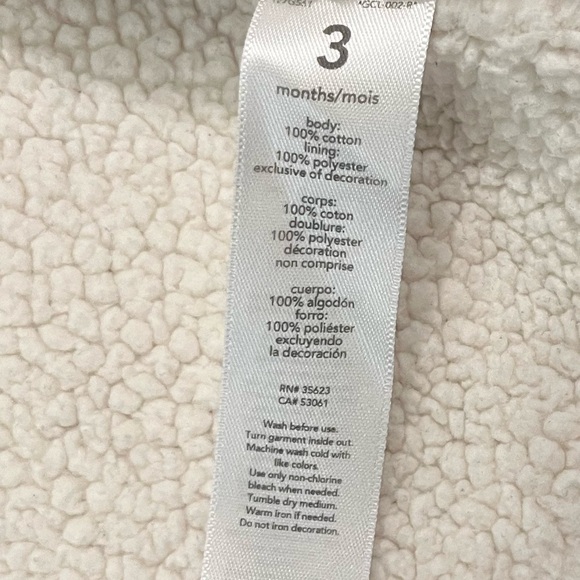 *GCL-002-R*
3
months/mois
body:
100% cotton
lining:
100% polyester
exclusive of decoration
corps:
100% coton
doublure:
100% polyester
décoration
non comprise
cuerpo:
100% algodón
forro:
100% poliéster
excluyendo
la decoración
RN# 35623
CA# 53061
Wash before use.
Turn garment inside out.
Machine wash cold with
like colors.
Use only non-chlorine
bleach when needed.
Tumble dry medium.
Warm iron if needed.
Do not iron decoration.